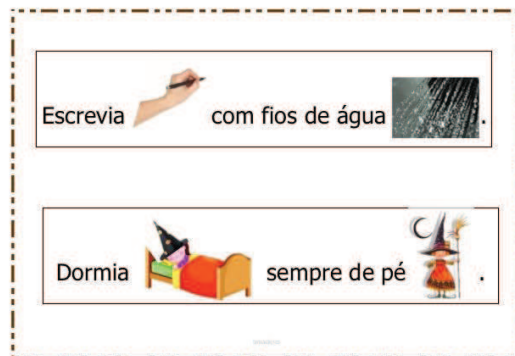 Escrevia com fios de água .
Dormia sempre de pé .